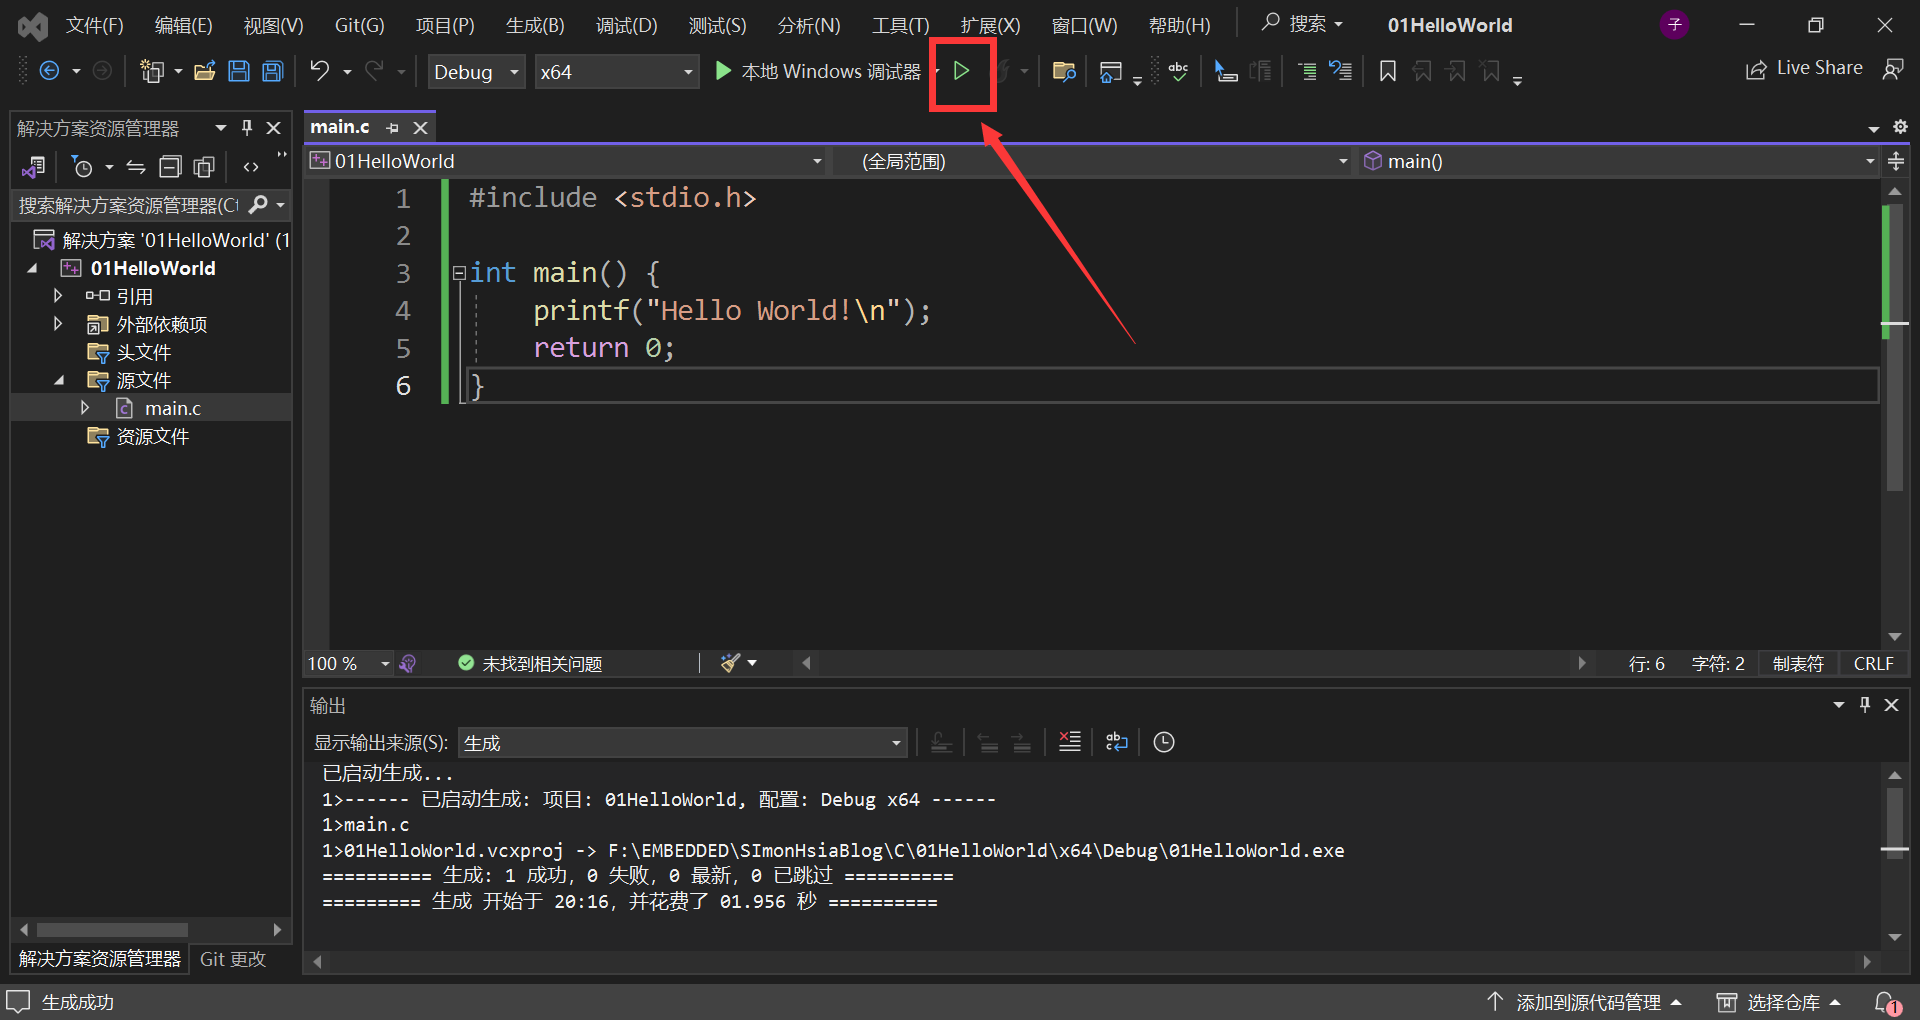 文件(F) 编辑(E) 视图(V) Git(G) 项目(P) 生成(B) 调试(D) 测试(S) 分析(N) 工具(T) 扩展(X) 窗口(W) 帮助(H) 搜索 01HelloWorld 子
Debug x64 本地 Windows 调试器 abc Live Share
解决方案资源管理器
搜索解决方案资源管理器(Ct
解决方案 '01HelloWorld' (1
01HelloWorld
引用
外部依赖项
头文件
源文件
main.c
资源文件
解决方案资源管理器 Git 更改
main.c
01HelloWorld (全局范围) main()
1 #include <stdio.h>
2
3 int main() {
4 printf("Hello World!\n");
5 return 0;
6 }
100 % 未找到相关问题 行: 6 字符: 2 制表符 CRLF
输出
显示输出来源(S): 生成
已启动生成...
1>------ 已启动生成: 项目: 01HelloWorld, 配置: Debug x64 ------
1>main.c
1>01HelloWorld.vcxproj -> F:\EMBEDDED\SImonHsiaBlog\C\01HelloWorld\x64\Debug\01HelloWorld.exe
========== 生成: 1 成功, 0 失败, 0 最新, 0 已跳过 ==========
========= 生成 开始于 20:16, 并花费了 01.956 秒 ==========
生成成功 添加到源代码管理 选择仓库 1